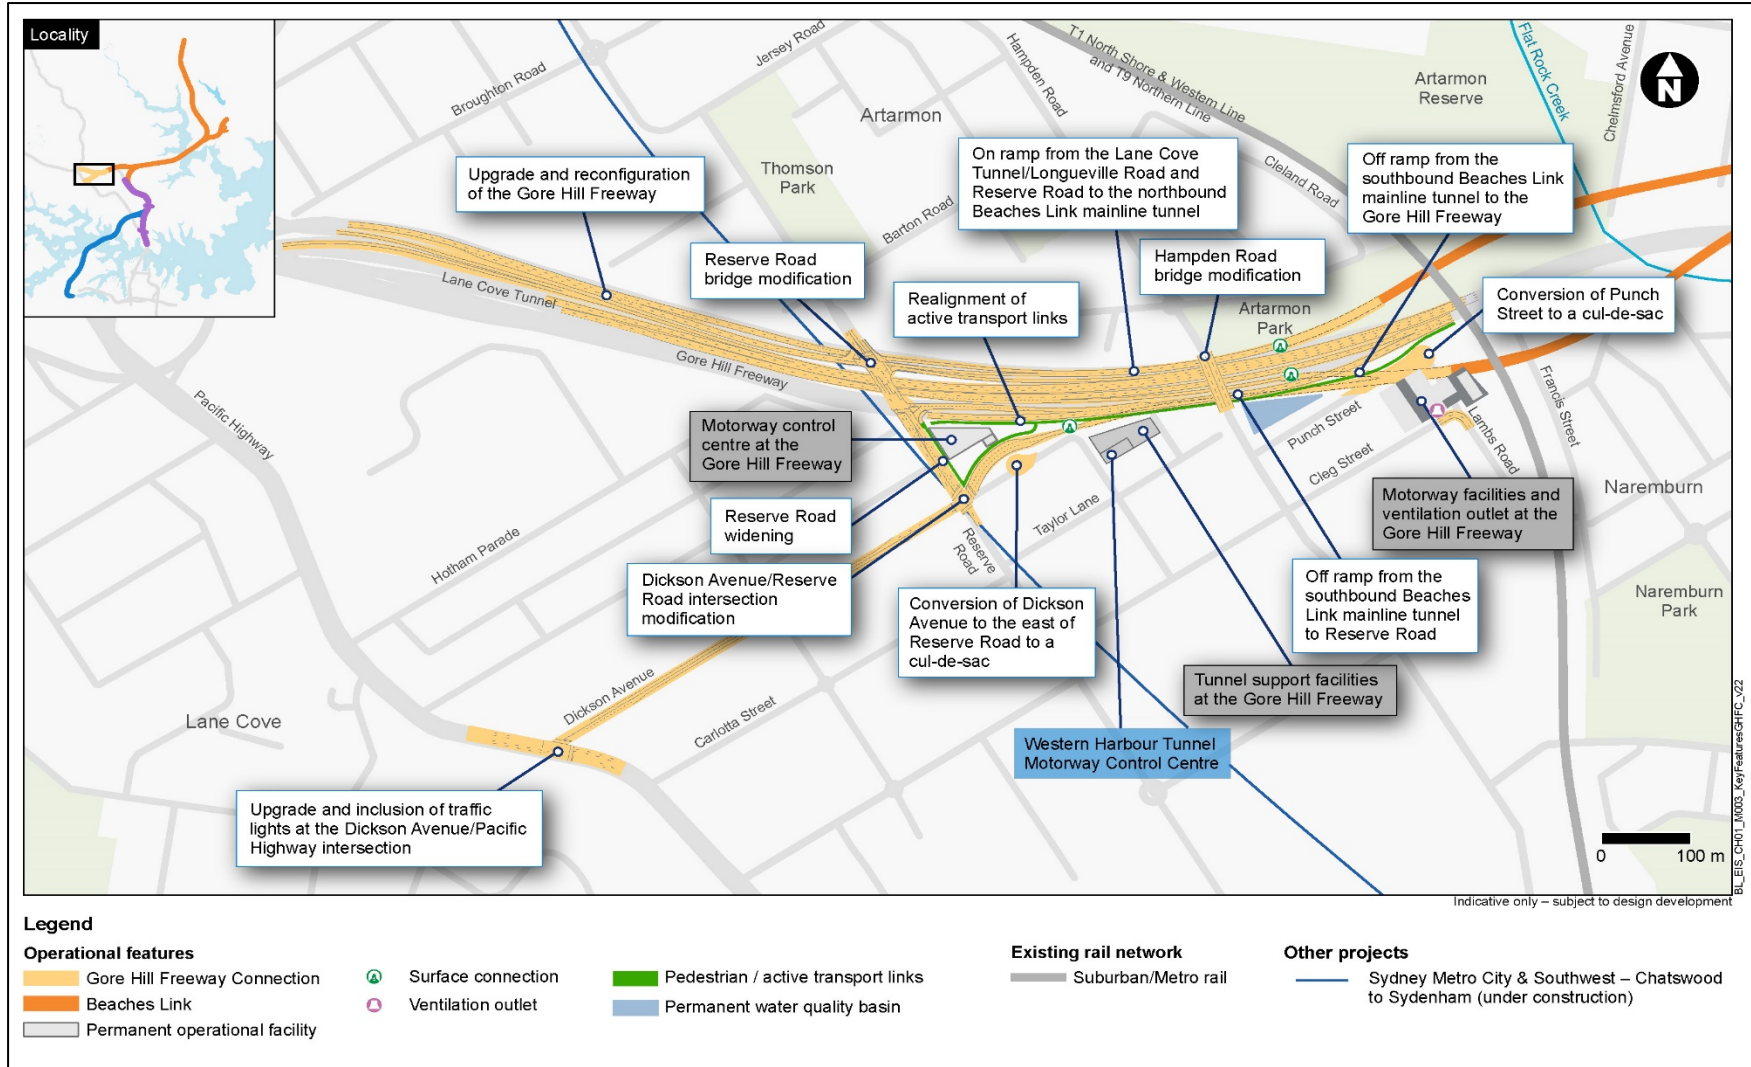 Locality
Broughton Road
Jersey Road
Hampden Road
T1 North Shore & Western Line
and T9 Northern Line
Artarmon
Reserve
Flat Rock Creek
Chelmsford Avenue
N
Artarmon
Thomson
Park
Barton Road
Cleland Road
Upgrade and reconfiguration
of the Gore Hill Freeway
On ramp from the Lane Cove
Tunnel/Longueville Road and
Reserve Road to the northbound
Beaches Link mainline tunnel
Off ramp from the
southbound Beaches Link
mainline tunnel to the
Gore Hill Freeway
Reserve Road
bridge modification
Hampden Road
bridge modification
Realignment of
active transport links
Conversion of Punch
Street to a cul-de-sac
Artarmon
Park
Lane Cove Tunnel
Gore Hill Freeway
Pacific Highway
Motorway control
centre at the
Gore Hill Freeway
Punch Street
Cleg Street
Lambs Road
Francis Street
Naremburn
Reserve Road
widening
Taylor Lane
Hotham Parade
Reserve
Road
Motorway facilities and
ventilation outlet at the
Gore Hill Freeway
Dickson Avenue/Reserve
Road intersection
modification
Conversion of Dickson
Avenue to the east of
Reserve Road to a
cul-de-sac
Off ramp from the
southbound Beaches
Link mainline tunnel
to Reserve Road
Naremburn
Park
Tunnel support facilities
at the Gore Hill Freeway
Dickson Avenue
Carlotta Street
Lane Cove
Western Harbour Tunnel
Motorway Control Centre
Upgrade and inclusion of traffic
lights at the Dickson Avenue/Pacific
Highway intersection
0 100 m
BL_EIS_CH01_M003_KeyFeaturesGHFC_v22
Indicative only – subject to design development
Legend
Operational features
Gore Hill Freeway Connection
Beaches Link
Permanent operational facility
Surface connection
Ventilation outlet
Pedestrian / active transport links
Permanent water quality basin
Existing rail network
Suburban/Metro rail
Other projects
Sydney Metro City & Southwest – Chatswood
to Sydenham (under construction)